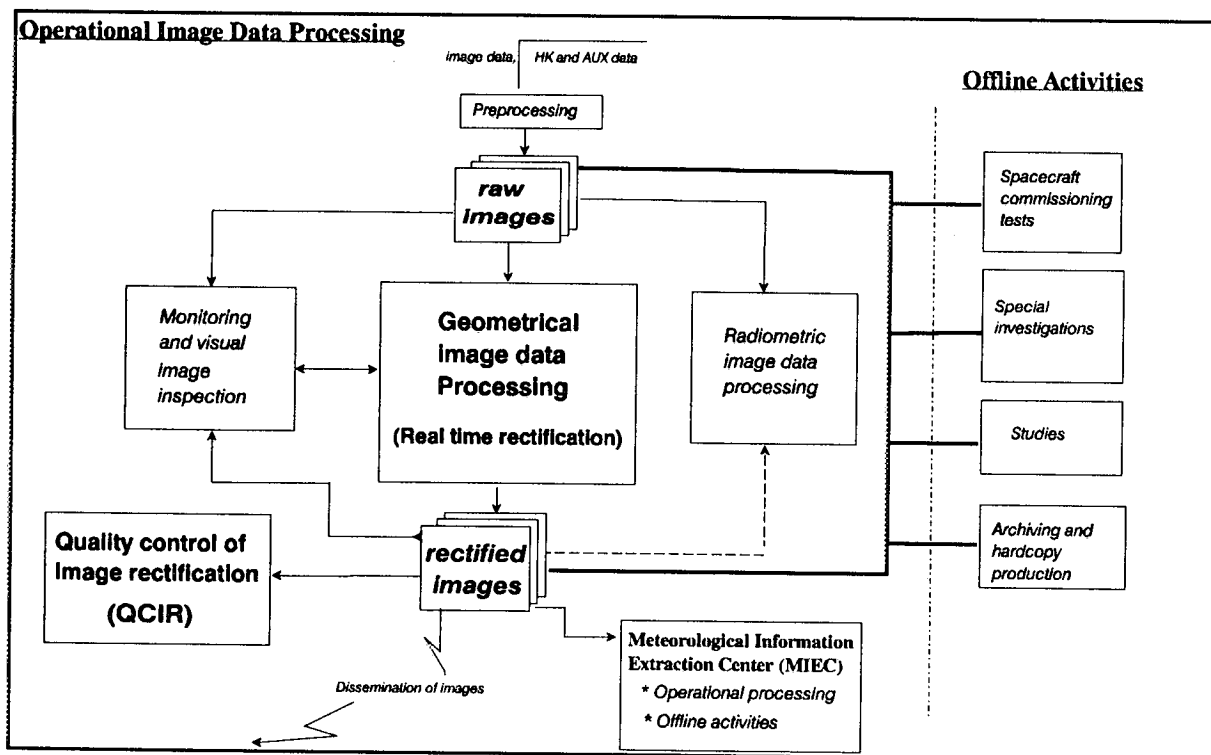 Operational Image Data Processing
image data, HK and AUX data
Offline Activities
Preprocessing
raw
images
Spacecraft
commissioning
tests
Monitoring
and visual
image
inspection
Geometrical
image data
Processing
(Real time rectification)
Radiometric
image data
processing
Special
investigations
Studies
Quality control of
image rectification
(QCIR)
rectified
images
Archiving and
hardcopy
production
Meteorological Information
Extraction Center (MIEC)
* Operational processing
* Offline activities
Dissemination of images